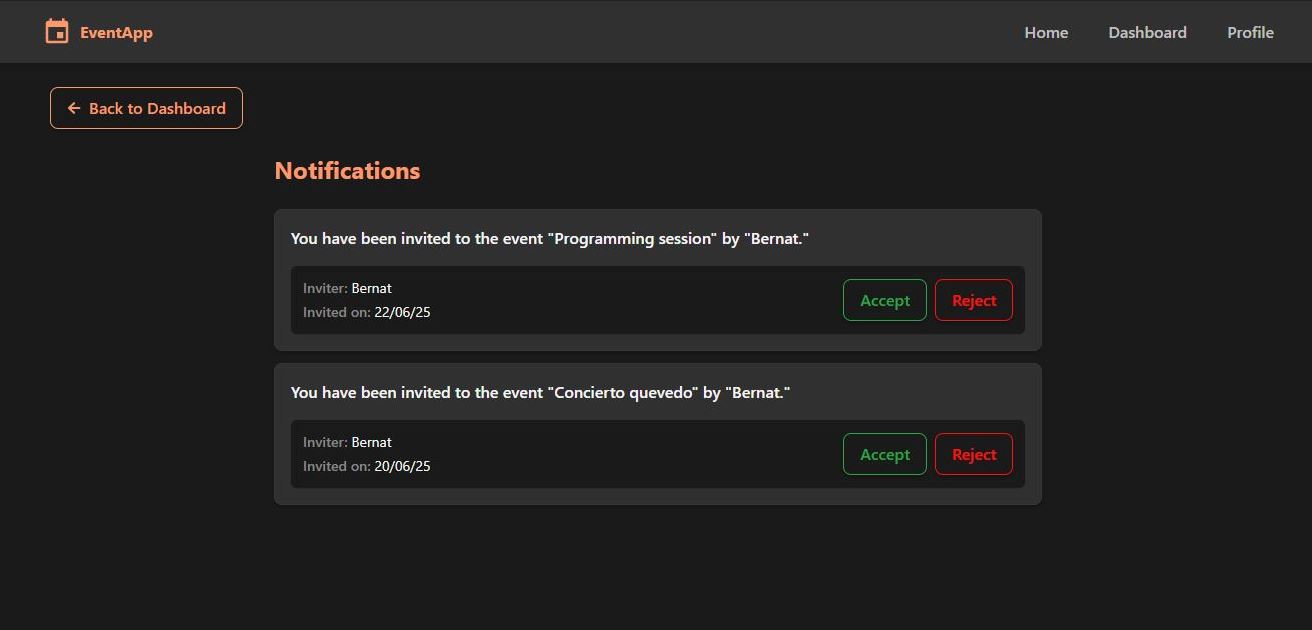 EventApp
Home Dashboard Profile
← Back to Dashboard
Notifications
You have been invited to the event "Programming session" by "Bernat."
Inviter: Bernat
Invited on: 22/06/25
Accept Reject
You have been invited to the event "Concierto quevedo" by "Bernat."
Inviter: Bernat
Invited on: 20/06/25
Accept Reject